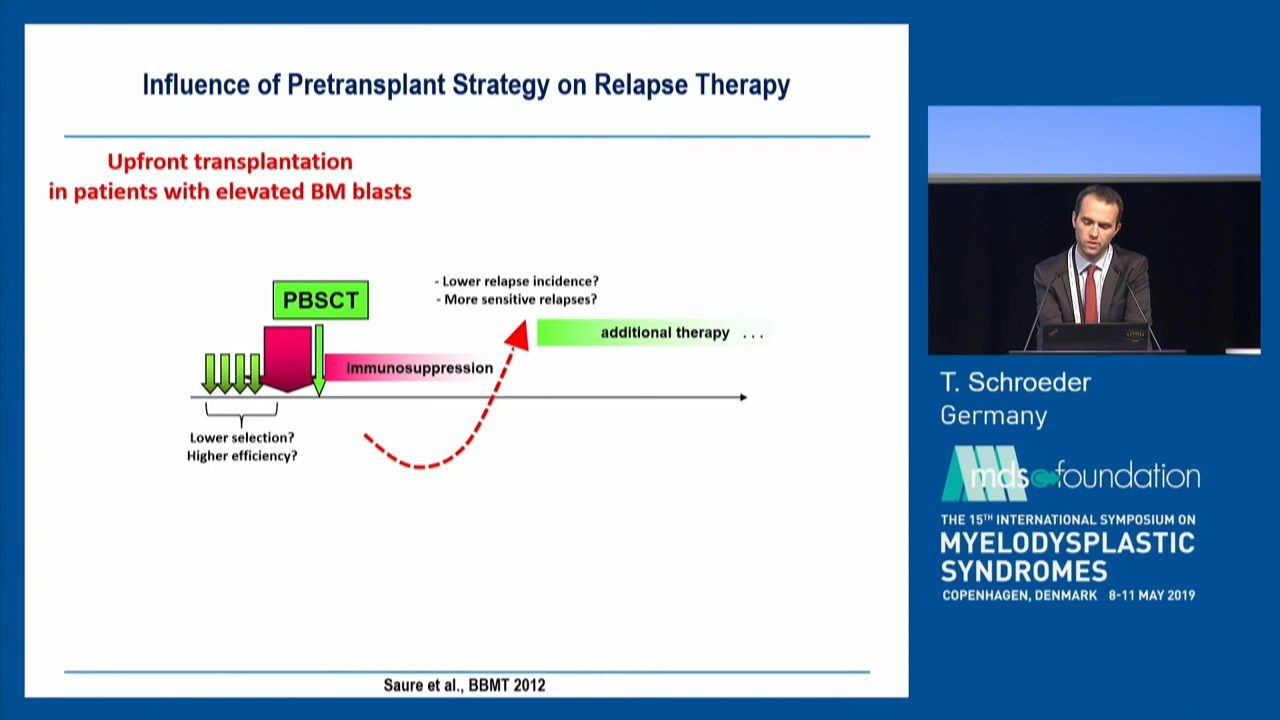 Influence of Pretransplant Strategy on Relapse Therapy
Upfront transplantation
in patients with elevated BM blasts
PBSCT
- Lower relapse incidence?
- More sensitive relapses?
additional therapy ...
Immunosuppression
Lower selection?
Higher efficiency?
Saure et al., BBMT 2012
T. Schroeder
Germany
mds foundation
THE 15TH INTERNATIONAL SYMPOSIUM ON
MYELODYSPLASTIC
SYNDROMES
COPENHAGEN, DENMARK 8-11 MAY 2019